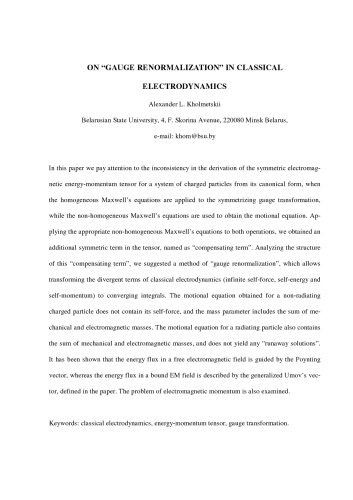 ON “GAUGE RENORMALIZATION” IN CLASSICAL
ELECTRODYNAMICS
Alexander L. Kholmetskii
Belarusian State University, 4, F. Skorina Avenue, 220080 Minsk Belarus,
e-mail: khom@bsu.by
In this paper we pay attention to the inconsistency in the derivation of the symmetric electromag-
netic energy-momentum tensor for a system of charged particles from its canonical form, when
the homogeneous Maxwell’s equations are applied to the symmetrizing gauge transformation,
while the non-homogeneous Maxwell’s equations are used to obtain the motional equation. Ap-
plying the appropriate non-homogeneous Maxwell’s equations to both operations, we obtained an
additional symmetric term in the tensor, named as “compensating term”. Analyzing the structure
of this “compensating term”, we suggested a method of “gauge renormalization”, which allows
transforming the divergent terms of classical electrodynamics (infinite self-force, self-energy and
self-momentum) to converging integrals. The motional equation obtained for a non-radiating
charged particle does not contain its self-force, and the mass parameter includes the sum of me-
chanical and electromagnetic masses. The motional equation for a radiating particle also contains
the sum of mechanical and electromagnetic masses, and does not yield any “runaway solutions”.
It has been shown that the energy flux in a free electromagnetic field is guided by the Poynting
vector, whereas the energy flux in a bound EM field is described by the generalized Umov’s vec-
tor, defined in the paper. The problem of electromagnetic momentum is also examined.
Keywords: classical electrodynamics, energy-momentum tensor, gauge transformation.